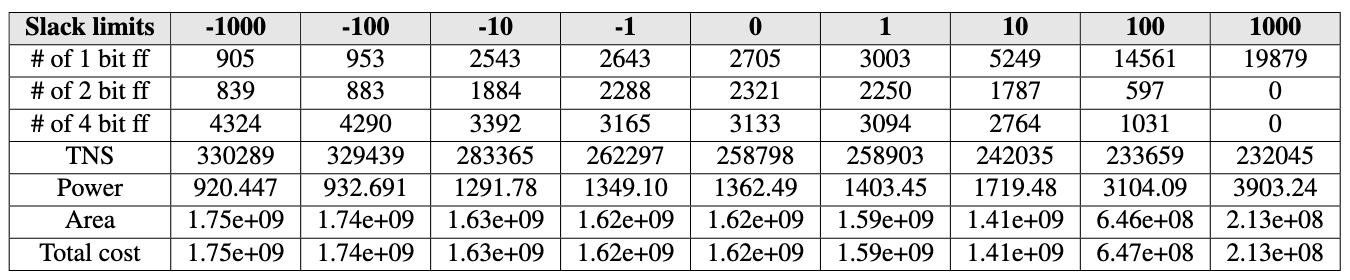 Slack limits -1000 -100 -10 -1 0 1 10 100 1000
# of 1 bit ff 905 953 2543 2643 2705 3003 5249 14561 19879
# of 2 bit ff 839 883 1884 2288 2321 2250 1787 597 0
# of 4 bit ff 4324 4290 3392 3165 3133 3094 2764 1031 0
TNS 330289 329439 283365 262297 258798 258903 242035 233659 232045
Power 920.447 932.691 1291.78 1349.10 1362.49 1403.45 1719.48 3104.09 3903.24
Area 1.75e+09 1.74e+09 1.63e+09 1.62e+09 1.62e+09 1.59e+09 1.41e+09 6.46e+08 2.13e+08
Total cost 1.75e+09 1.74e+09 1.63e+09 1.62e+09 1.62e+09 1.59e+09 1.41e+09 6.47e+08 2.13e+08